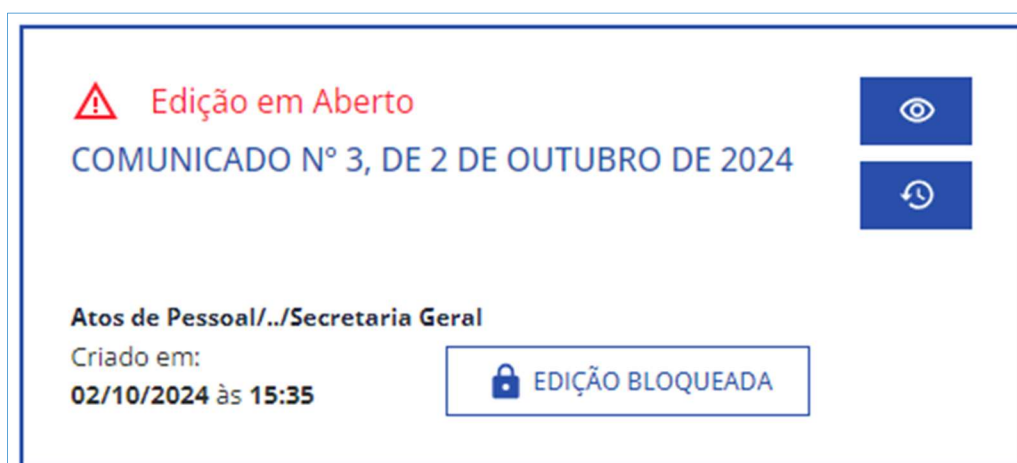 Edição em Aberto
COMUNICADO Nº 3, DE 2 DE OUTUBRO DE 2024
Atos de Pessoal/../Secretaria Geral
Criado em:
02/10/2024 às 15:35
EDIÇÃO BLOQUEADA